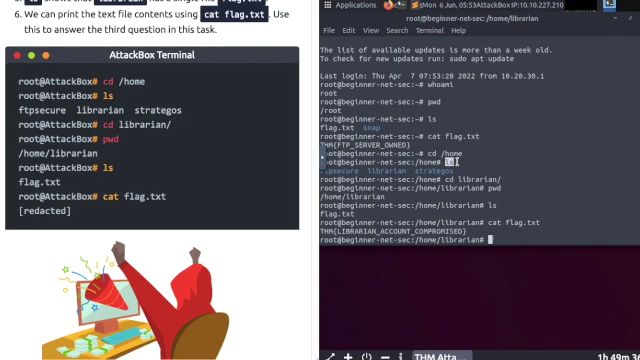 6. We can print the text file contents using cat flag.txt. Use
this to answer the third question in this task.
AttackBox Terminal
root@AttackBox# cd /home
root@AttackBox# ls
ftpsecure librarian strategos
root@AttackBox# cd librarian/
root@AttackBox# pwd
/home/librarian
root@AttackBox# ls
flag.txt
root@AttackBox# cat flag.txt
[redacted]
Mon 6 Jun, 05:53 AttackBox IP:10.10.227.210
root@beginner-net-sec: /home/librarian
File Edit View Search Terminal Help
The list of available updates is more than a week old.
To check for new updates run: sudo apt update
Last login: Thu Apr 7 07:53:28 2022 from 10.20.30.1
root@beginner-net-sec:~# whoami
root
root@beginner-net-sec:~# pwd
/root
root@beginner-net-sec:~# ls
flag.txt snap
root@beginner-net-sec:~# cat flag.txt
THM{FTP_SERVER_OWNED}
root@beginner-net-sec:~# cd /home
root@beginner-net-sec:/home# ls
ftpsecure librarian strategos
root@beginner-net-sec:/home# cd librarian/
root@beginner-net-sec:/home/librarian# pwd
/home/librarian
root@beginner-net-sec:/home/librarian# ls
flag.txt
root@beginner-net-sec:/home/librarian# cat flag.txt
THM{LIBRARIAN_ACCOUNT_COMPROMISED}
root@beginner-net-sec:/home/librarian#
THM Atta...
1h 49m 30